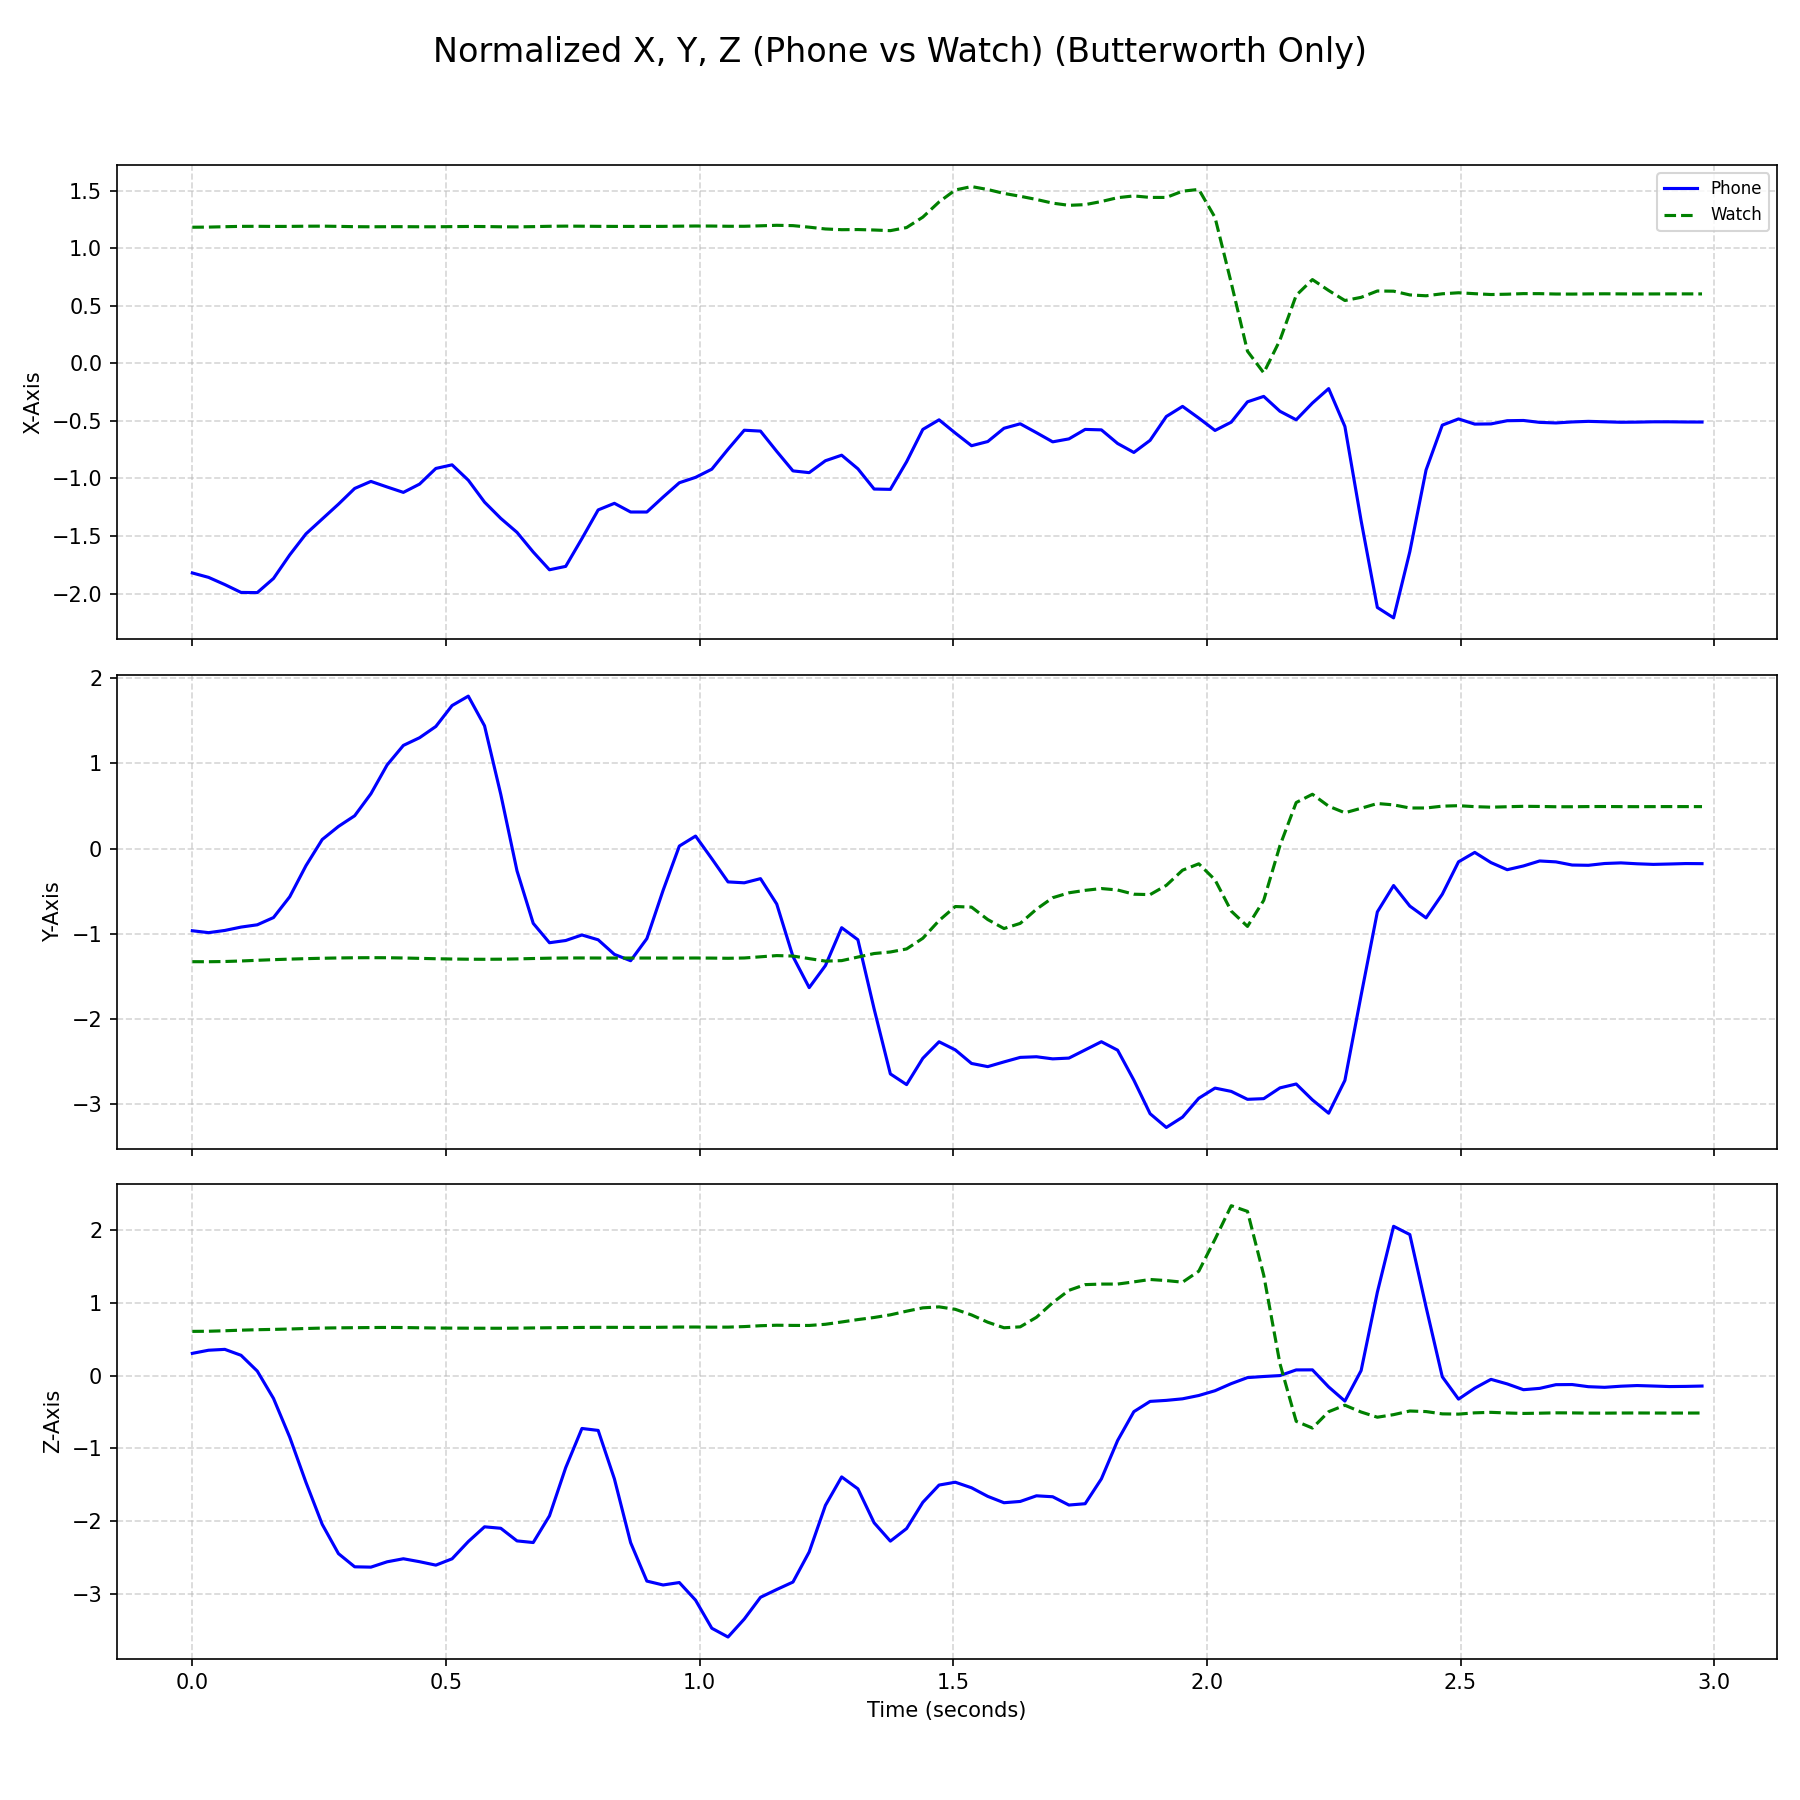 Normalized X, Y, Z (Phone vs Watch) (Butterworth Only)
Phone
Watch
1.5
1.0
0.5
0.0
−0.5
−1.0
−1.5
−2.0
X-Axis
2
1
0
−1
−2
−3
Y-Axis
2
1
0
−1
−2
−3
Z-Axis
0.0 0.5 1.0 1.5 2.0 2.5 3.0
Time (seconds)